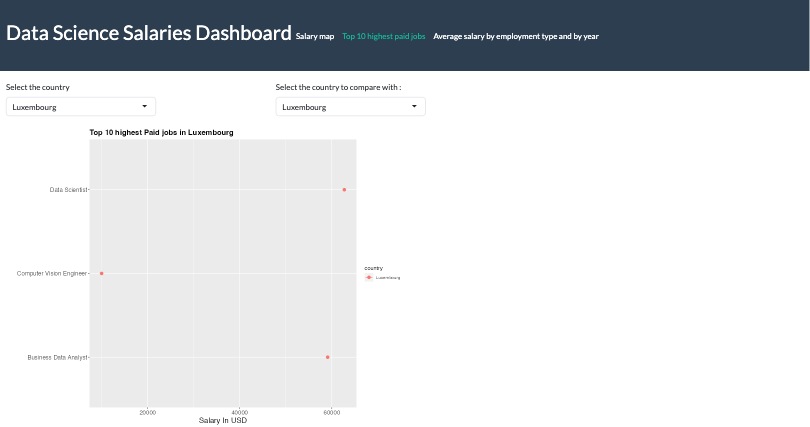 Data Science Salaries Dashboard Salary map Top 10 highest paid jobs Average salary by employment type and by year
Select the country Select the country to compare with :
Luxembourg Luxembourg
Top 10 highest Paid jobs in Luxembourg
Data Scientist
Computer Vision Engineer
Business Data Analyst
country
Luxembourg
20000 40000 60000
Salary in USD